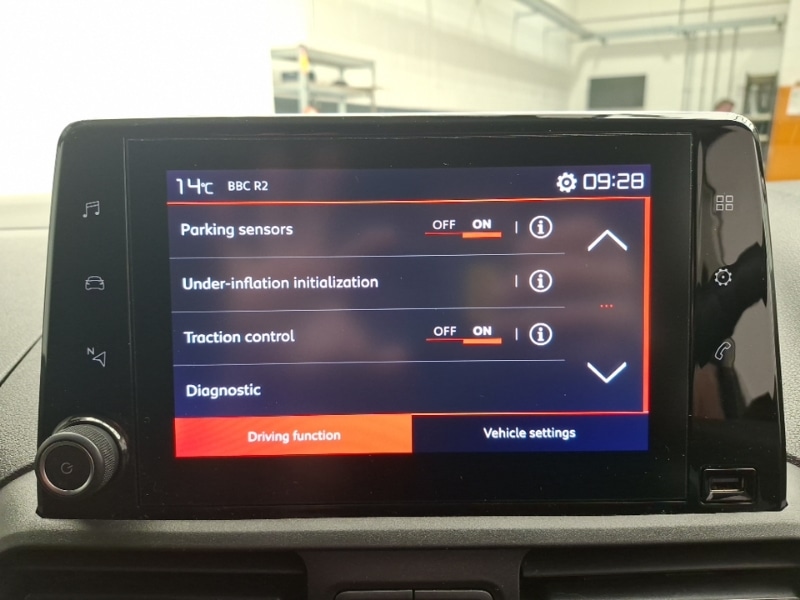 14°C BBC R2 09:28
Parking sensors OFF ON
Under-inflation initialization
Traction control OFF ON
Diagnostic
Driving function Vehicle settings
N